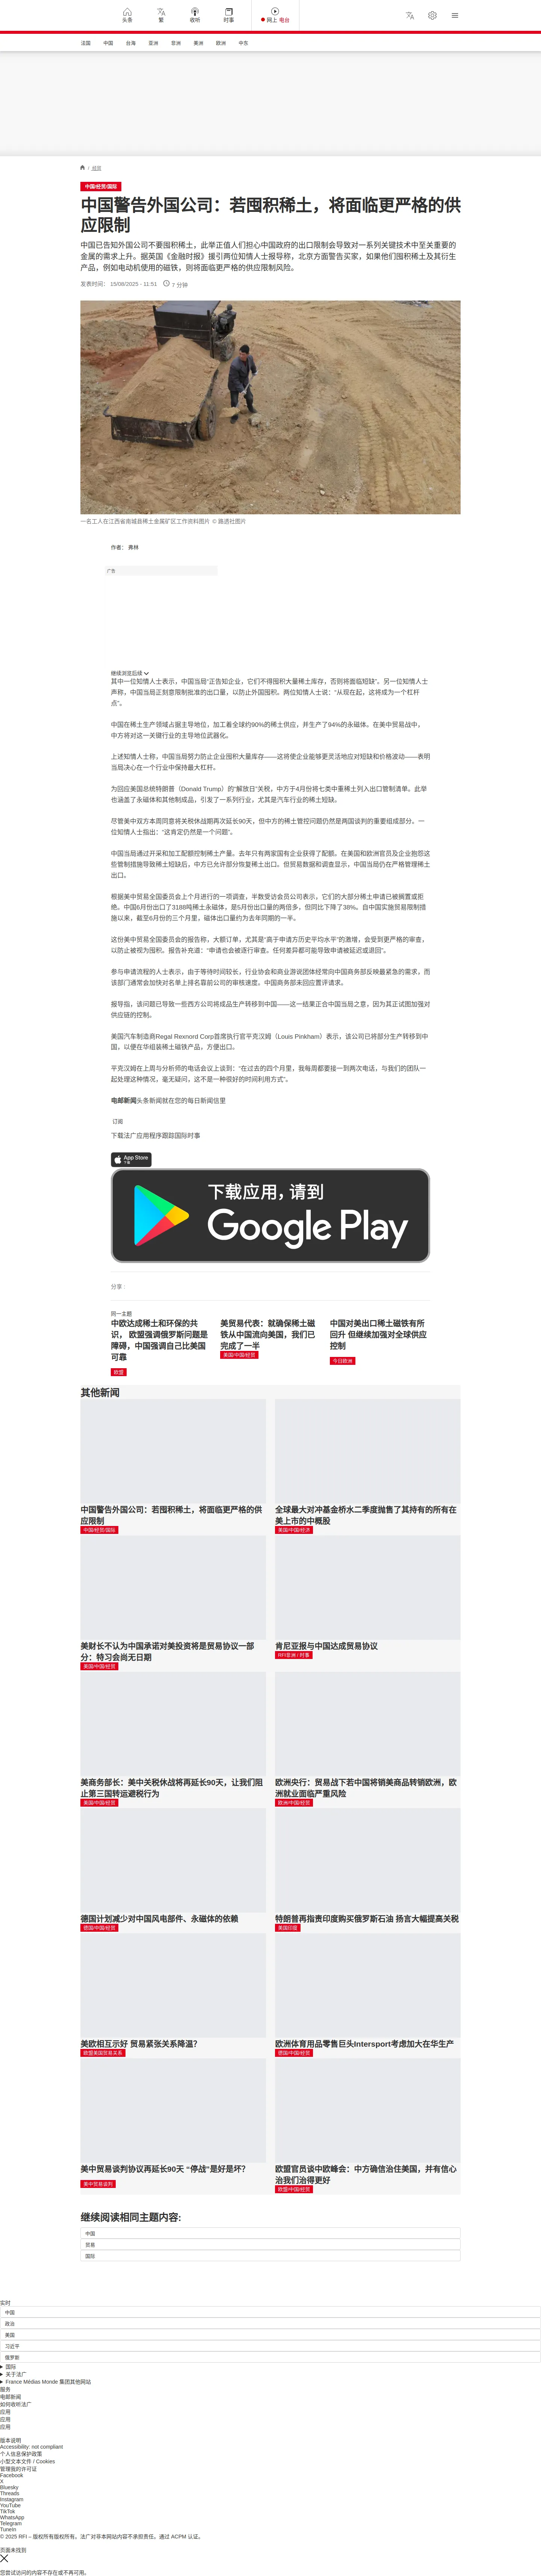 头条
繁
收听
时事
网上 电台
法国 中国 台海 亚洲 非洲 美洲 欧洲 中东
/ 经贸
中国/经贸/国际
中国警告外国公司：若囤积稀土，将面临更严格的供
应限制
中国已告知外国公司不要囤积稀土，此举正值人们担心中国政府的出口限制会导致对一系列关键技术中至关重要的
金属的需求上升。据英国《金融时报》援引两位知情人士报导称，北京方面警告买家，如果他们囤积稀土及其衍生
产品，例如电动机使用的磁铁，则将面临更严格的供应限制风险。
发表时间： 15/08/2025 - 11:51 7 分钟
一名工人在江西省南城县稀土金属矿区工作资料图片 © 路透社图片
作者： 弗林
广告
继续浏览后续
其中一位知情人士表示，中国当局“正告知企业，它们不得囤积大量稀土库存，否则将面临短缺”。另一位知情人士
声称，中国当局正刻意限制批准的出口量，以防止外国囤积。两位知情人士说：“从现在起，这将成为一个杠杆
点”。
中国在稀土生产领域占据主导地位，加工着全球约90%的稀土供应，并生产了94%的永磁体。在美中贸易战中，
中方将对这一关键行业的主导地位武器化。
上述知情人士称，中国当局努力防止企业囤积大量库存——这将使企业能够更灵活地应对短缺和价格波动——表明
当局决心在一个行业中保持最大杠杆。
为回应美国总统特朗普（Donald Trump）的“解放日”关税，中方于4月份将七类中重稀土列入出口管制清单。此举
也涵盖了永磁体和其他制成品，引发了一系列行业，尤其是汽车行业的稀土短缺。
尽管美中双方本周同意将关税休战期再次延长90天，但中方的稀土管控问题仍然是两国谈判的重要组成部分。一
位知情人士指出：“这肯定仍然是一个问题”。
中国当局通过开采和加工配额控制稀土产量。去年只有两家国有企业获得了配额。在美国和欧洲官员及企业抱怨这
些管制措施导致稀土短缺后，中方已允许部分恢复稀土出口。但贸易数据和调查显示，中国当局仍在严格管理稀土
出口。
根据美中贸易全国委员会上个月进行的一项调查，半数受访会员公司表示，它们的大部分稀土申请已被搁置或拒
绝。中国6月份出口了3188吨稀土永磁体，是5月份出口量的两倍多，但同比下降了38%。自中国实施贸易限制措
施以来，截至6月份的三个月里，磁体出口量约为去年同期的一半。
这份美中贸易全国委员会的报告称，大额订单，尤其是“高于申请方历史平均水平”的激增，会受到更严格的审查，
以防止被视为囤积。报告补充道：“申请也会被逐行审查。任何差异都可能导致申请被延迟或退回”。
参与申请流程的人士表示，由于等待时间较长，行业协会和商业游说团体经常向中国商务部反映最紧急的需求，而
该部门通常会加快对名单上排名靠前公司的审核速度。中国商务部未回应置评请求。
报导指，该问题已导致一些西方公司将成品生产转移到中国——这一结果正合中国当局之意，因为其正试图加强对
供应链的控制。
美国汽车制造商Regal Rexnord Corp首席执行官平克汉姆（Louis Pinkham）表示，该公司已将部分生产转移到中
国，以便在华组装稀土磁铁产品，方便出口。
平克汉姆在上周与分析师的电话会议上谈到：“在过去的四个月里，我每周都要接一到两次电话，与我们的团队一
起处理这种情况，毫无疑问，这不是一种很好的时间利用方式”。
电邮新闻头条新闻就在您的每日新闻信里
订阅
下载法广应用程序跟踪国际时事
App Store
下载
下载应用，请到
Google Play
分享 :
同一主题
中欧达成稀土和环保的共
识， 欧盟强调俄罗斯问题是
障碍，中国强调自己比美国
可靠
欧盟
美贸易代表：就确保稀土磁
铁从中国流向美国，我们已
完成了一半
美国/中国/经贸
中国对美出口稀土磁铁有所
回升 但继续加强对全球供应
控制
今日欧洲
其他新闻
中国警告外国公司：若囤积稀土，将面临更严格的供
应限制
中国/经贸/国际
全球最大对冲基金桥水二季度抛售了其持有的所有在
美上市的中概股
美国/中国/经济
美财长不认为中国承诺对美投资将是贸易协议一部
分：特习会尚无日期
美国/中国/经贸
肯尼亚报与中国达成贸易协议
RFI非洲 / 时事
美商务部长：美中关税休战将再延长90天，让我们阻
止第三国转运避税行为
美国/中国/经贸
欧洲央行：贸易战下若中国将销美商品转销欧洲，欧
洲就业面临严重风险
欧洲/中国/经贸
德国计划减少对中国风电部件、永磁体的依赖
德国/中国/经贸
特朗普再指责印度购买俄罗斯石油 扬言大幅提高关税
美国印度
美欧相互示好 贸易紧张关系降温？
欧盟美国贸易关系
欧洲体育用品零售巨头Intersport考虑加大在华生产
德国/中国/经贸
美中贸易谈判协议再延长90天 “停战”是好是坏？
美中贸易谈判
欧盟官员谈中欧峰会：中方确信治住美国，并有信心
治我们治得更好
欧盟/中国/经贸
继续阅读相同主题内容:
中国
贸易
国际
实时
中国
政治
美国
习近平
俄罗斯
国际
关于法广
France Médias Monde 集团其他网站
服务
电邮新闻
如何收听法广
应用
应用
应用
版本说明
Accessibility: not compliant
个人信息保护政策
小型文本文件 / Cookies
管理我的许可证
Facebook
X
Bluesky
Threads
Instagram
YouTube
TikTok
WhatsApp
Telegram
TuneIn
© 2025 RFI – 版权所有版权所有。法广对非本网站内容不承担责任。通过 ACPM 认证。
页面未找到
您尝试访问的内容不存在或不再可用。